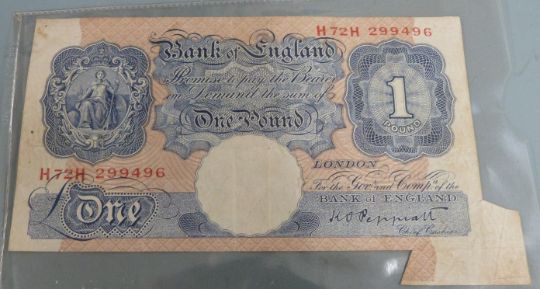 H72H 299496
Bank of England
Promise to pay the Bearer
on Demand the sum of
One Pound
1
POUND
LONDON
H72H 299496
For the Gov.r and Comp.a of the
BANK OF ENGLAND
K O Peppiatt
Chief Cashier
£One